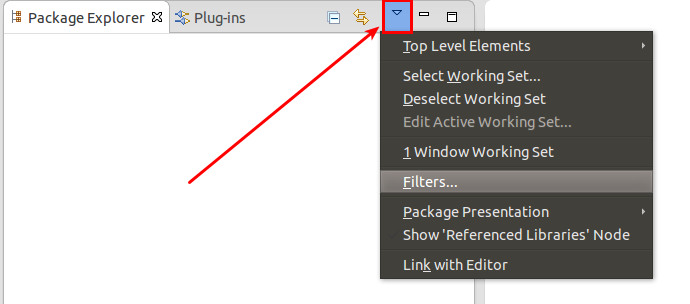 Package Explorer Plug-ins
Top Level Elements
Select Working Set...
Deselect Working Set
Edit Active Working Set...
1 Window Working Set
Filters...
Package Presentation
Show 'Referenced Libraries' Node
Link with Editor